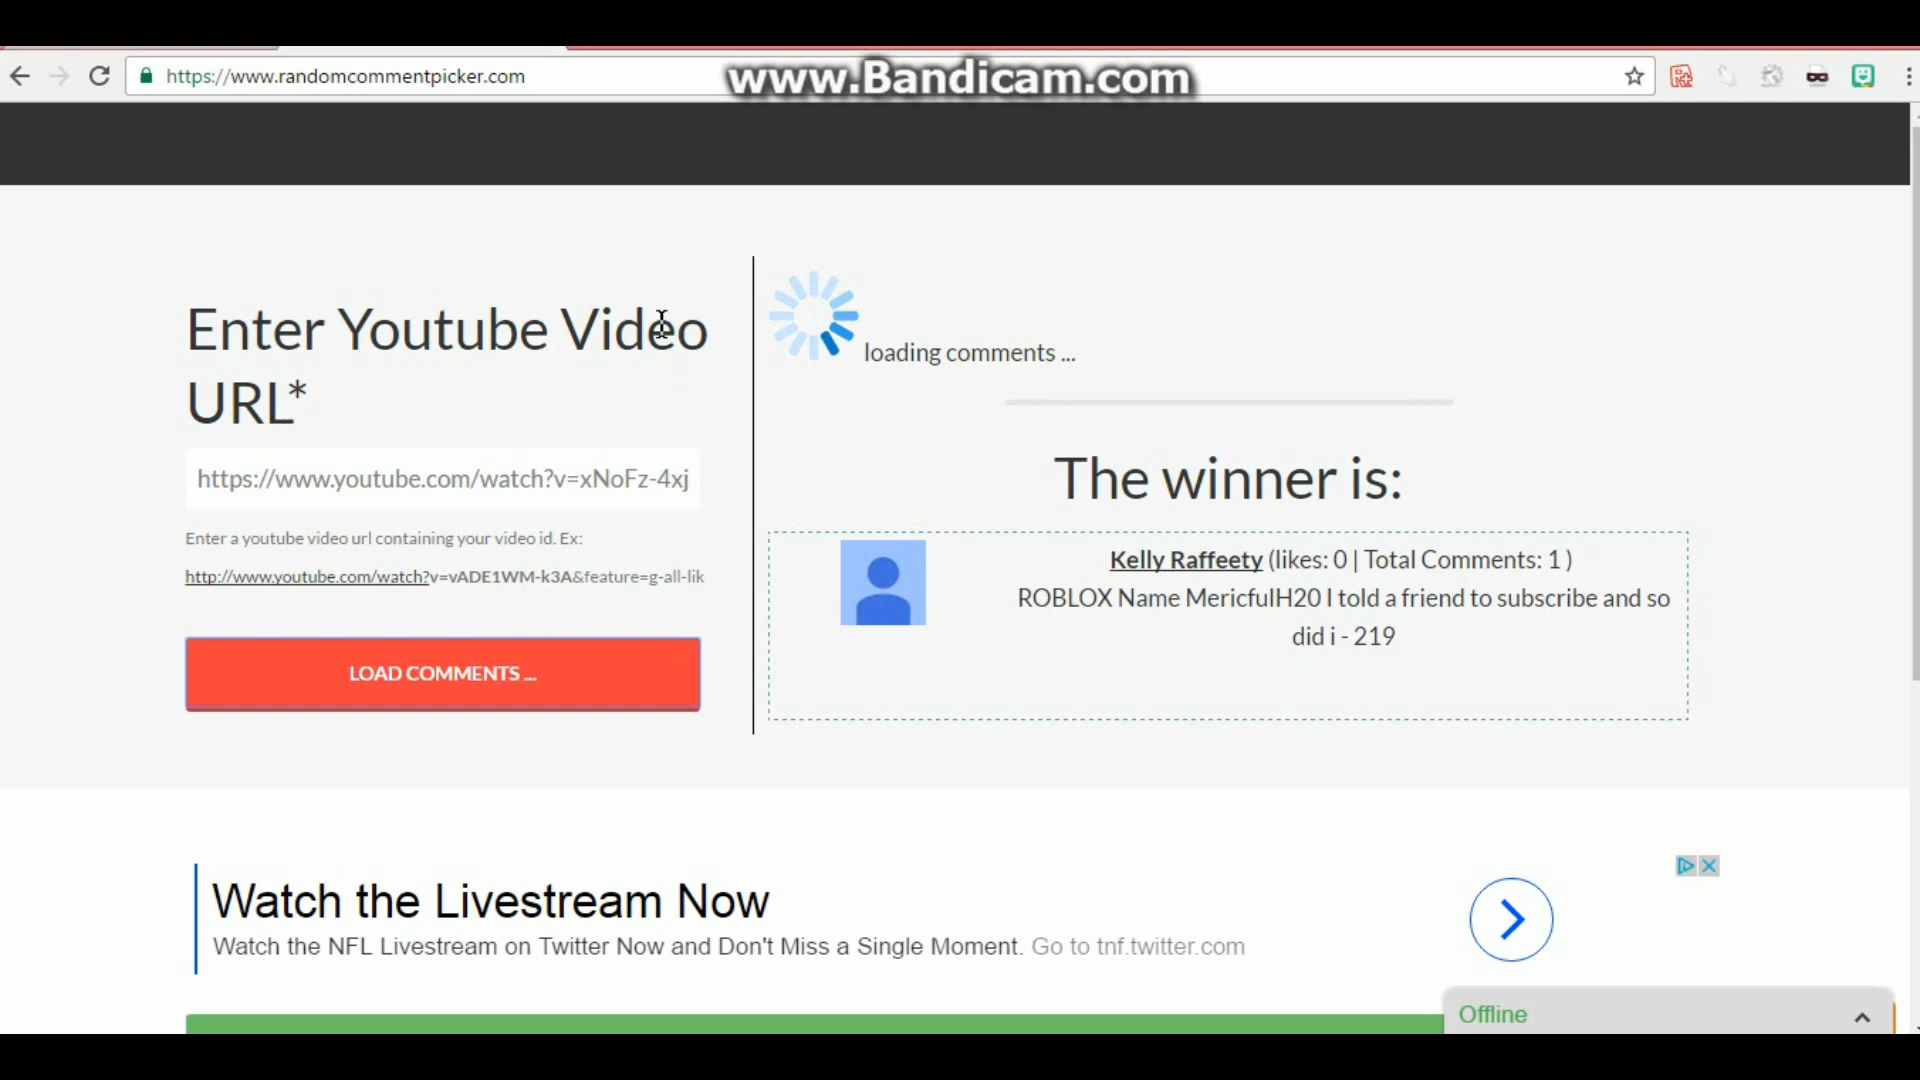 https://www.randomcommentpicker.com
www.Bandicam.com
Enter Youtube Video
URL*
https://www.youtube.com/watch?v=xNoFz-4xj
Enter a youtube video url containing your video id. Ex:
http://www.youtube.com/watch?v=vADE1WM-k3A&feature=g-all-lik
LOAD COMMENTS ...
loading comments ...
The winner is:
Kelly Raffeety (likes: 0 | Total Comments: 1 )
ROBLOX Name MericfulH20 I told a friend to subscribe and so
did i - 219
Watch the Livestream Now
Watch the NFL Livestream on Twitter Now and Don't Miss a Single Moment. Go to tnf.twitter.com
Offline